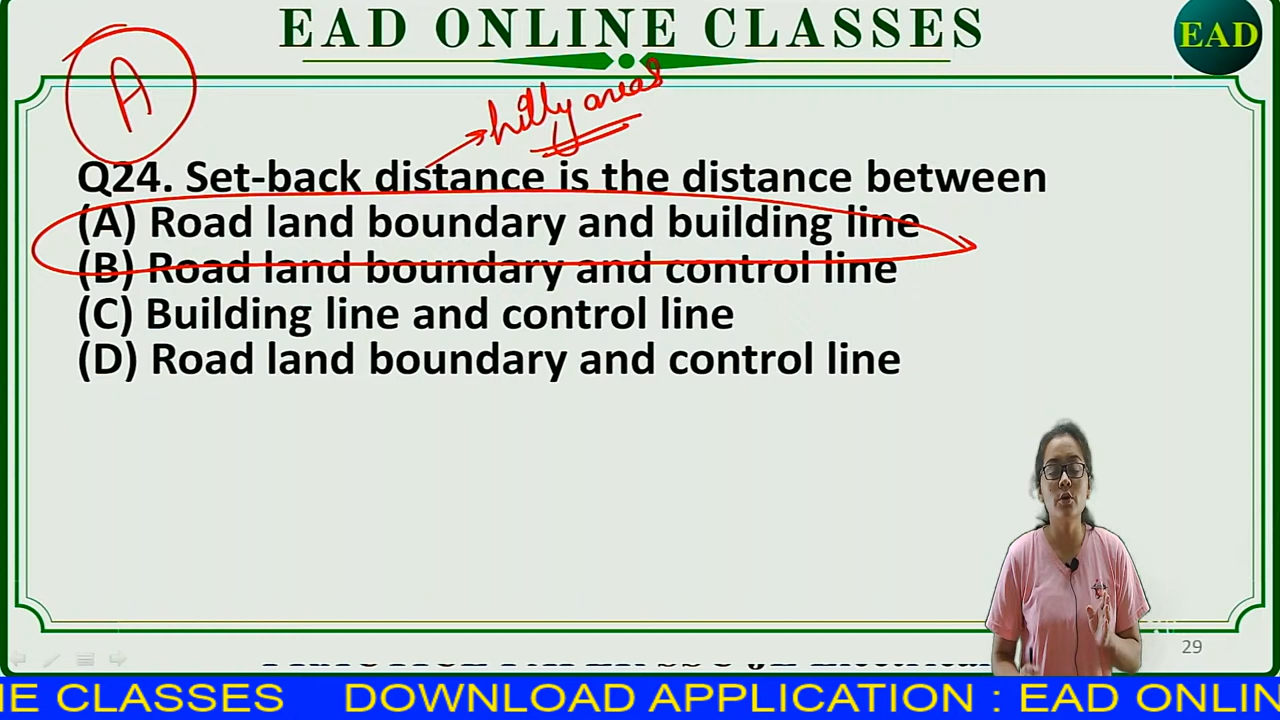 EAD ONLINE CLASSES
EAD
A
hilly areas
Q24. Set-back distance is the distance between
(A) Road land boundary and building line
(B) Road land boundary and control line
(C) Building line and control line
(D) Road land boundary and control line
29
NE CLASSES DOWNLOAD APPLICATION : EAD ONLIN